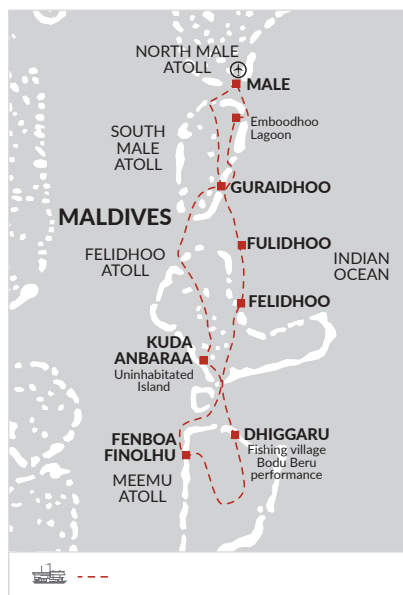 NORTH MALE
ATOLL
MALE
Emboodhoo
Lagoon
SOUTH
MALE
ATOLL
GURAIDHOO
MALDIVES
FULIDHOO
FELIDHOO
ATOLL
INDIAN
OCEAN
FELIDHOO
KUDA
ANBARAA
Uninhabitated
Island
DHIGGARU
Fishing village
Bodu Beru
performance
FENBOA
FINOLHU
MEEMU
ATOLL